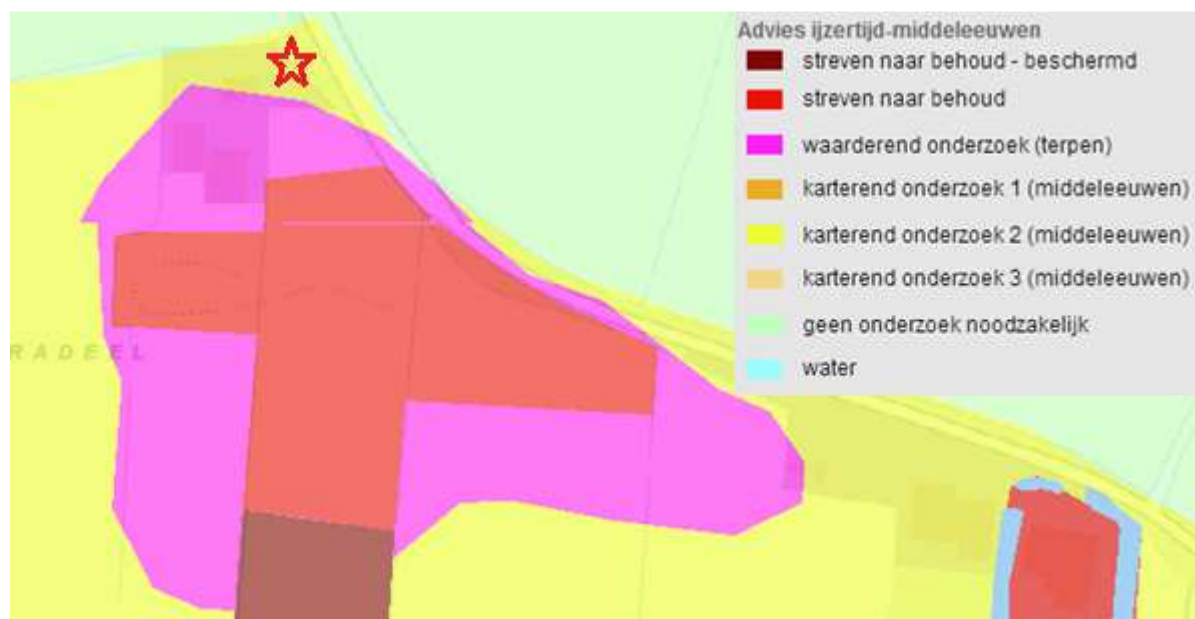 Advies ijzertijd-middeleeuwen
streven naar behoud - beschermd
streven naar behoud
waarderend onderzoek (terpen)
karterend onderzoek 1 (middeleeuwen)
karterend onderzoek 2 (middeleeuwen)
karterend onderzoek 3 (middeleeuwen)
geen onderzoek noodzakelijk
water
RADEEL